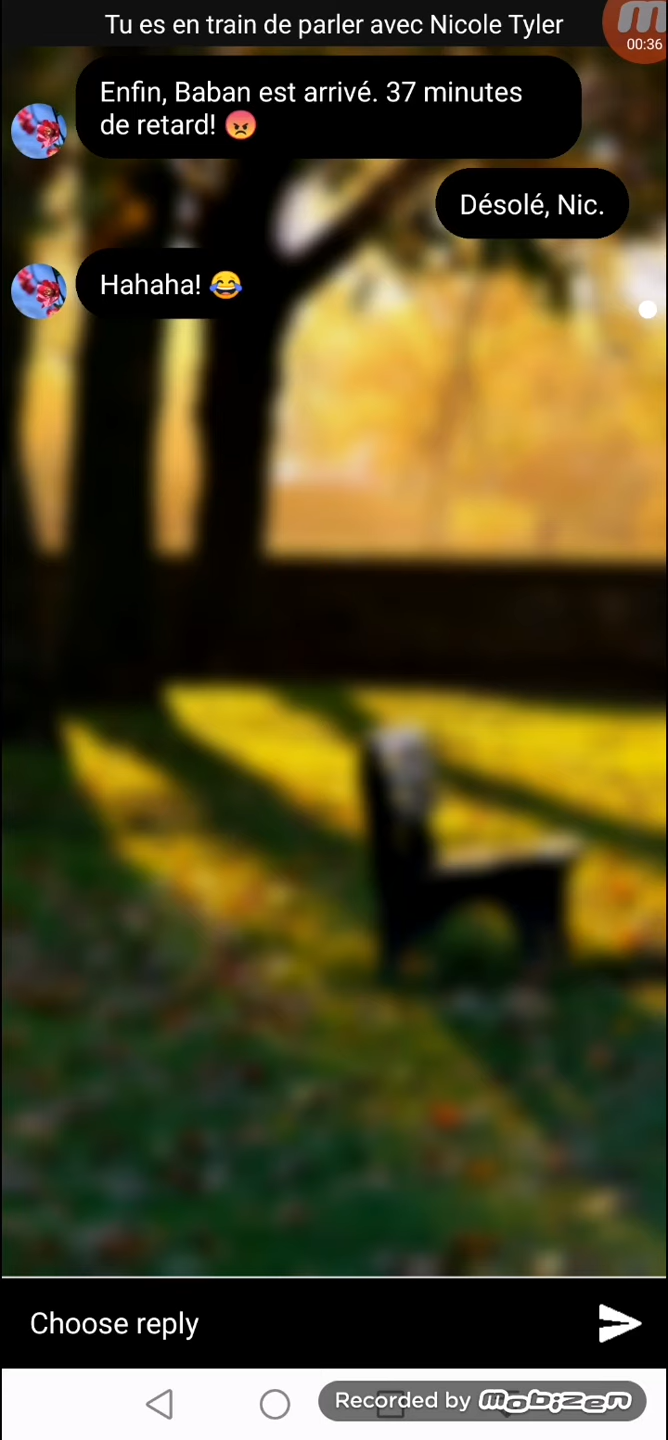 Tu es en train de parler avec Nicole Tyler
00:36
Enfin, Baban est arrivé. 37 minutes
de retard! 😡
Désolé, Nic.
Hahaha! 😂
Choose reply
Recorded by mobizen